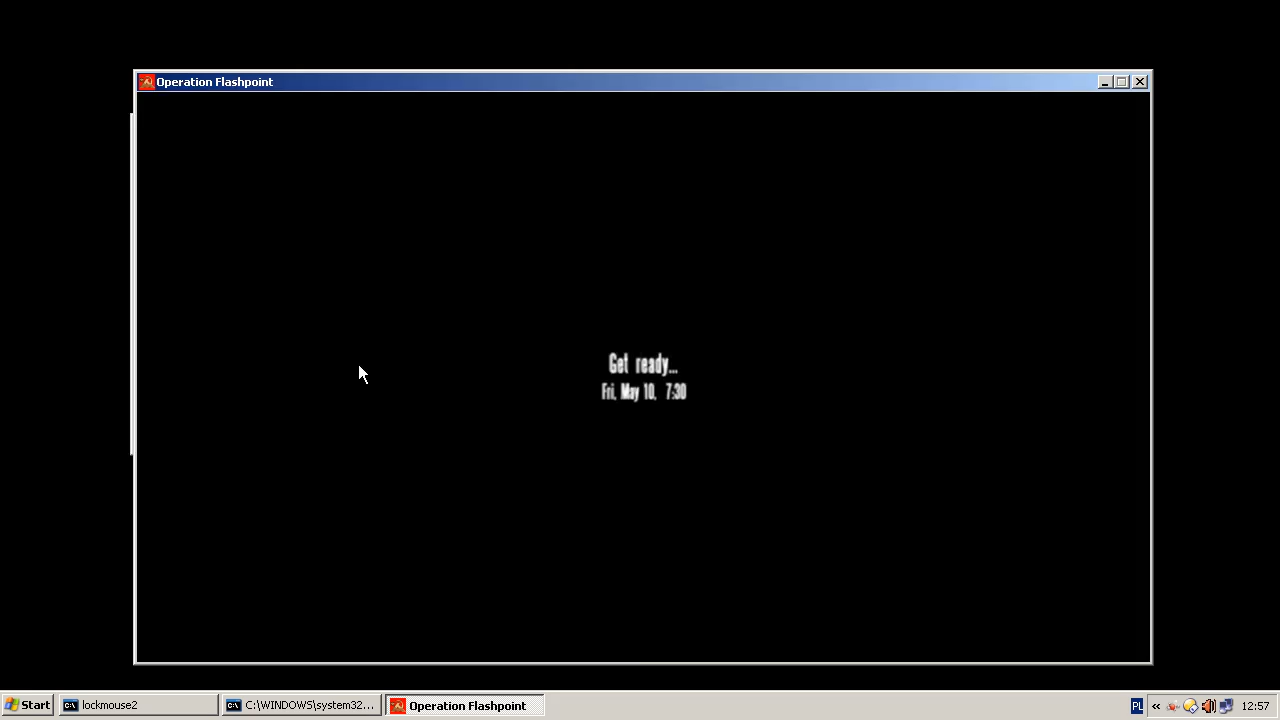 Operation Flashpoint
Get ready...
Fri, May 10, 7:30
Start
lockmouse2
C:\WINDOWS\system32...
Operation Flashpoint
PL
«
12:57